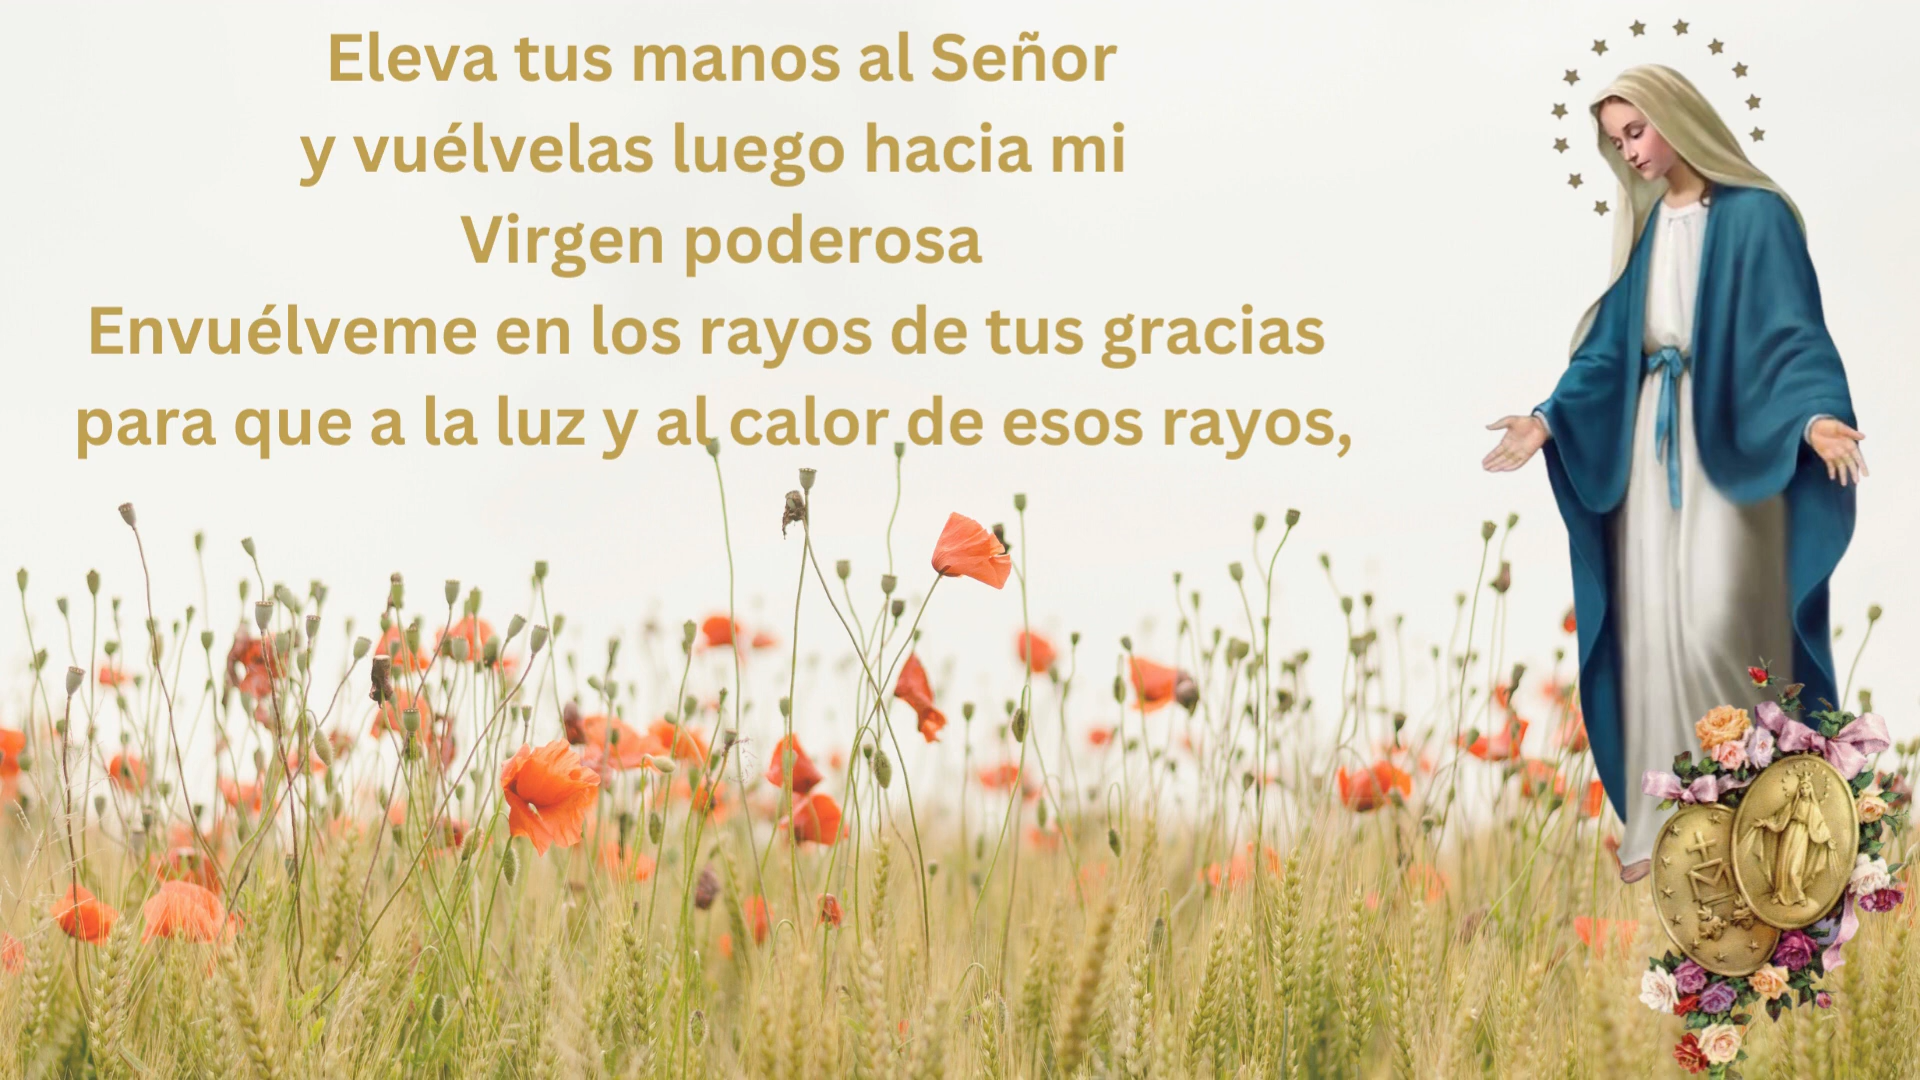 Eleva tus manos al Señor
y vuélvelas luego hacia mi
Virgen poderosa
Envuélveme en los rayos de tus gracias
para que a la luz y al calor de esos rayos,